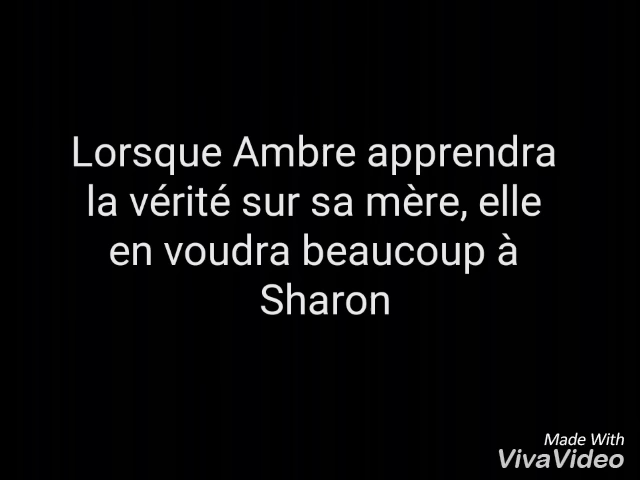 Lorsque Ambre apprendra
la vérité sur sa mère, elle
en voudra beaucoup à
Sharon
Made With
VivaVideo